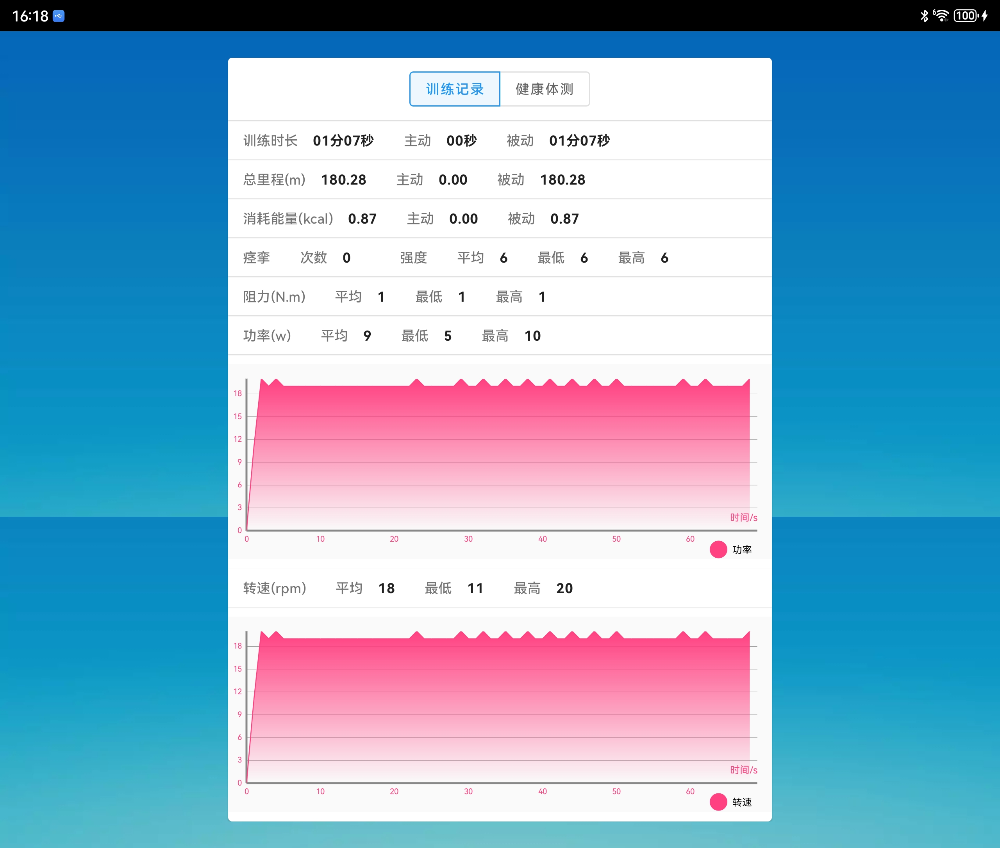 16:18
6 100
训练记录 健康体测
训练时长 01分07秒 主动 00秒 被动 01分07秒
总里程(m) 180.28 主动 0.00 被动 180.28
消耗能量(kcal) 0.87 主动 0.00 被动 0.87
痉挛 次数 0 强度 平均 6 最低 6 最高 6
阻力(N.m) 平均 1 最低 1 最高 1
功率(w) 平均 9 最低 5 最高 10
18
15
12
9
6
3
时间/s
0
0 10 20 30 40 50 60
功率
转速(rpm) 平均 18 最低 11 最高 20
18
15
12
9
6
3
时间/s
0
0 10 20 30 40 50 60
转速